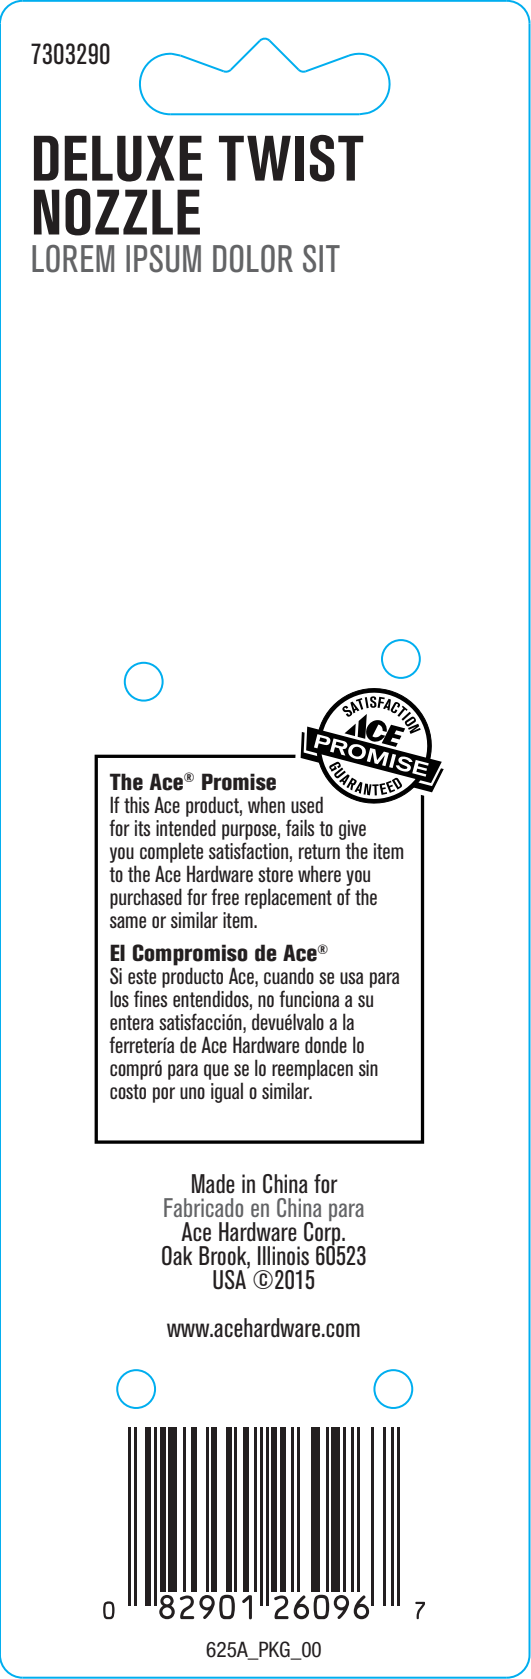 7303290
DELUXE TWIST
NOZZLE
LOREM IPSUM DOLOR SIT
SATISFACTION
ACE
PROMISE
GUARANTEED
The Ace® Promise
If this Ace product, when used
for its intended purpose, fails to give
you complete satisfaction, return the item
to the Ace Hardware store where you
purchased for free replacement of the
same or similar item.
El Compromiso de Ace®
Si este producto Ace, cuando se usa para
los fines entendidos, no funciona a su
entera satisfacción, devuélvalo a la
ferretería de Ace Hardware donde lo
compró para que se lo reemplacen sin
costo por uno igual o similar.
Made in China for
Fabricado en China para
Ace Hardware Corp.
Oak Brook, Illinois 60523
USA ©2015
www.acehardware.com
0 82901 26096 7
625A_PKG_00